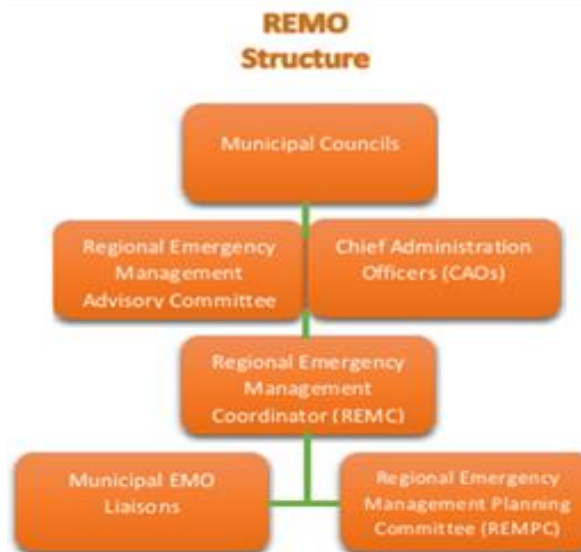 REMO
Structure
Municipal Councils
Regional Emergency
Management
Advisory Committee
Chief Administration
Officers (CAOs)
Regional Emergency
Management
Coordinator (REMC)
Municipal EMO
Liaisons
Regional Emergency
Management Planning
Committee (REMPC)